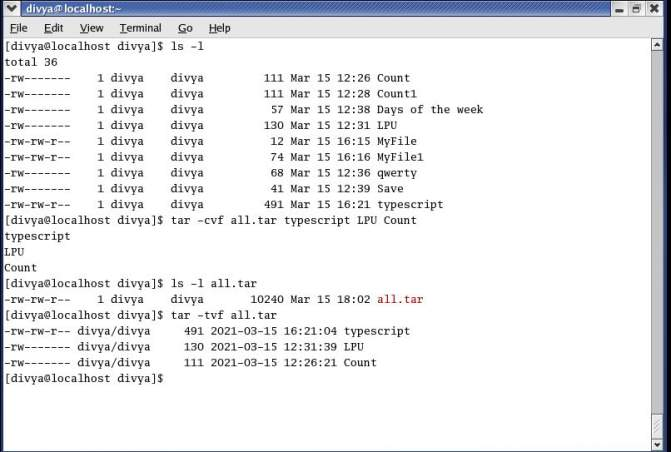 divya@localhost:~
File Edit View Terminal Go Help
[divya@localhost divya]$ ls -l
total 36
-rw------- 1 divya divya 111 Mar 15 12:26 Count
-rw------- 1 divya divya 111 Mar 15 12:28 Count1
-rw------- 1 divya divya 57 Mar 15 12:38 Days of the week
-rw------- 1 divya divya 130 Mar 15 12:31 LPU
-rw-rw-r-- 1 divya divya 12 Mar 15 16:15 MyFile
-rw-rw-r-- 1 divya divya 74 Mar 15 16:16 MyFile1
-rw------- 1 divya divya 68 Mar 15 12:36 qwerty
-rw------- 1 divya divya 41 Mar 15 12:39 Save
-rw-rw-r-- 1 divya divya 491 Mar 15 16:21 typescript
[divya@localhost divya]$ tar -cvf all.tar typescript LPU Count
typescript
LPU
Count
[divya@localhost divya]$ ls -l all.tar
-rw-rw-r-- 1 divya divya 10240 Mar 15 18:02 all.tar
[divya@localhost divya]$ tar -tvf all.tar
-rw-rw-r-- divya/divya 491 2021-03-15 16:21:04 typescript
-rw------- divya/divya 130 2021-03-15 12:31:39 LPU
-rw------- divya/divya 111 2021-03-15 12:26:21 Count
[divya@localhost divya]$